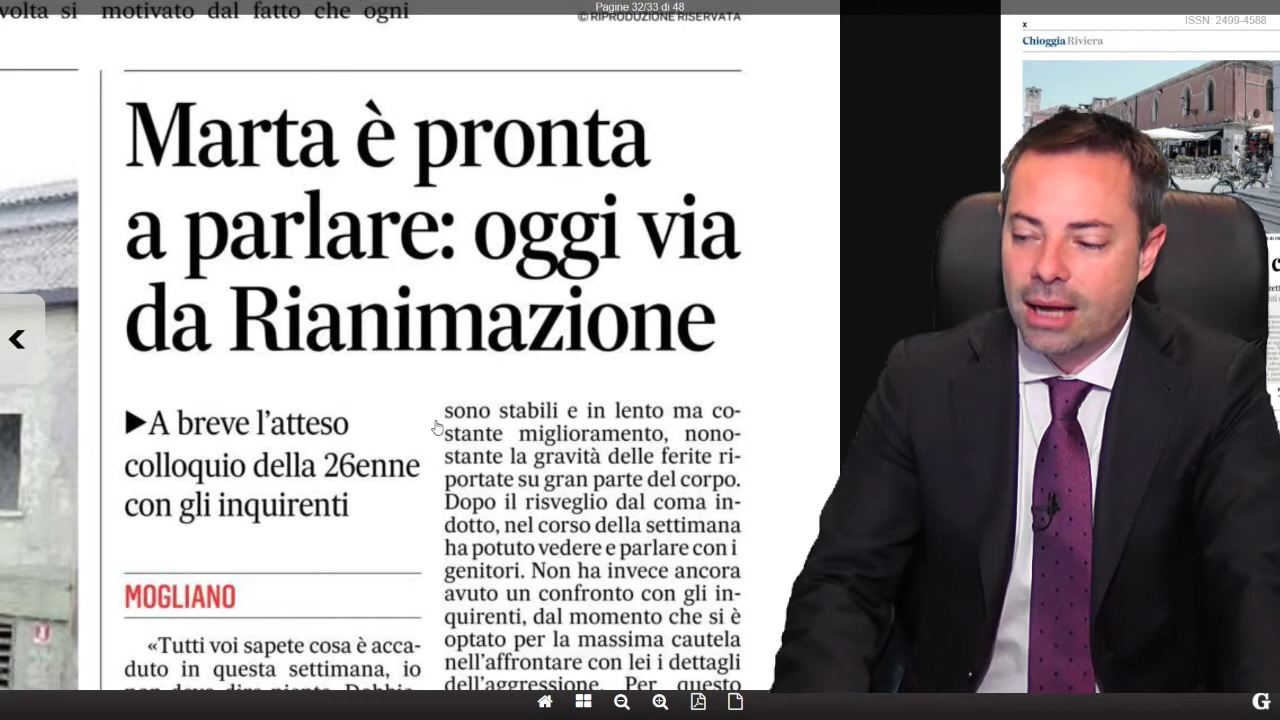 Pagine 32/33 di 48
ISSN: 2499-4588
volta si motivato dal fatto che ogni
© RIPRODUZIONE RISERVATA
x
Chioggia Riviera
Marta è pronta
a parlare: oggi via
da Rianimazione
▶A breve l'atteso
colloquio della 26enne
con gli inquirenti
MOGLIANO
«Tutti voi sapete cosa è acca-
duto in questa settimana, io
sono stabili e in lento ma co-
stante miglioramento, nono-
stante la gravità delle ferite ri-
portate su gran parte del corpo.
Dopo il risveglio dal coma in-
dotto, nel corso della settimana
ha potuto vedere e parlare con i
genitori. Non ha invece ancora
avuto un confronto con gli in-
quirenti, dal momento che si è
optato per la massima cautela
nell'affrontare con lei i dettagli
dell'aggressione. Per questo
G